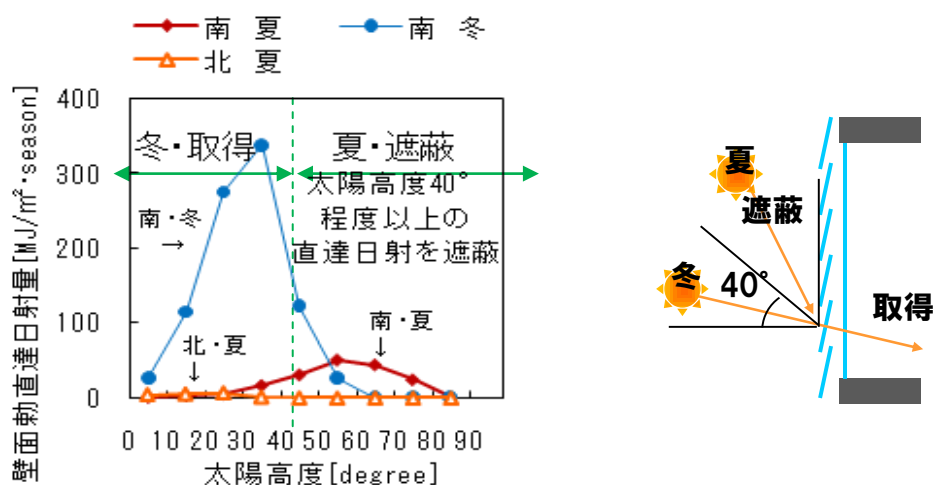 南 夏
南 冬
北 夏
壁面勅直達日射量[MJ/m²・season]
400
300
200
100
0
冬・取得
夏・遮蔽
太陽高度40°
程度以上の
直達日射を遮蔽
南・冬
→
北・夏
↓
南・夏
↓
0 10 20 30 40 50 60 70 80 90
太陽高度[degree]
夏
遮蔽
冬
40°
取得